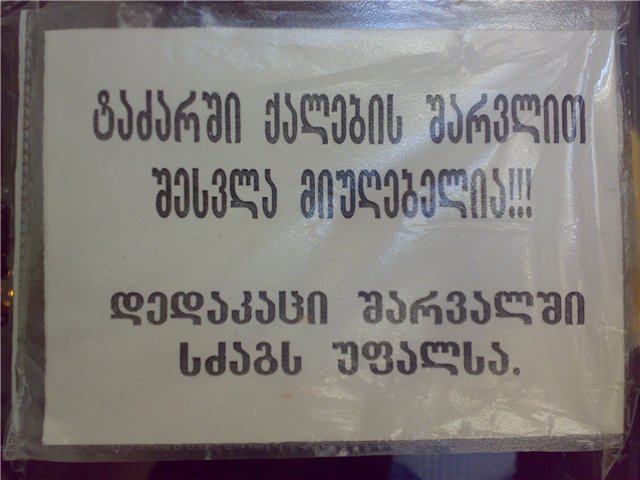 ტაძარში ქალების შარვლით
შესვლა მიუღებელია!!!
დედაკაცი შარვალში
სძაგს უფალსა.